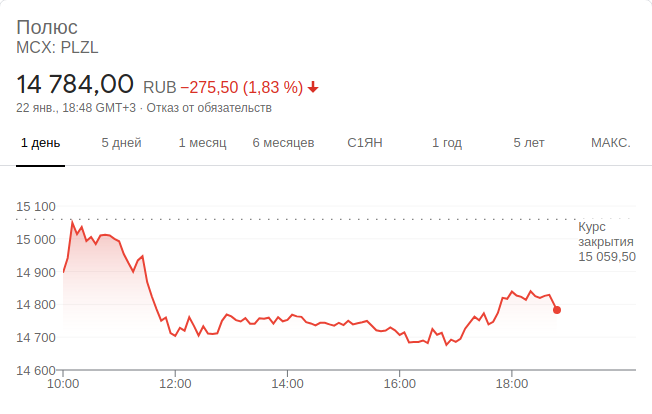 Полюс
MCX: PLZL
14 784,00 RUB −275,50 (1,83 %)
22 янв., 18:48 GMT+3 · Отказ от обязательств
1 день 5 дней 1 месяц 6 месяцев С1ЯН 1 год 5 лет МАКС.
15 100
Курс
закрытия
15 059,50
15 000
14 900
14 800
14 700
14 600
10:00 12:00 14:00 16:00 18:00